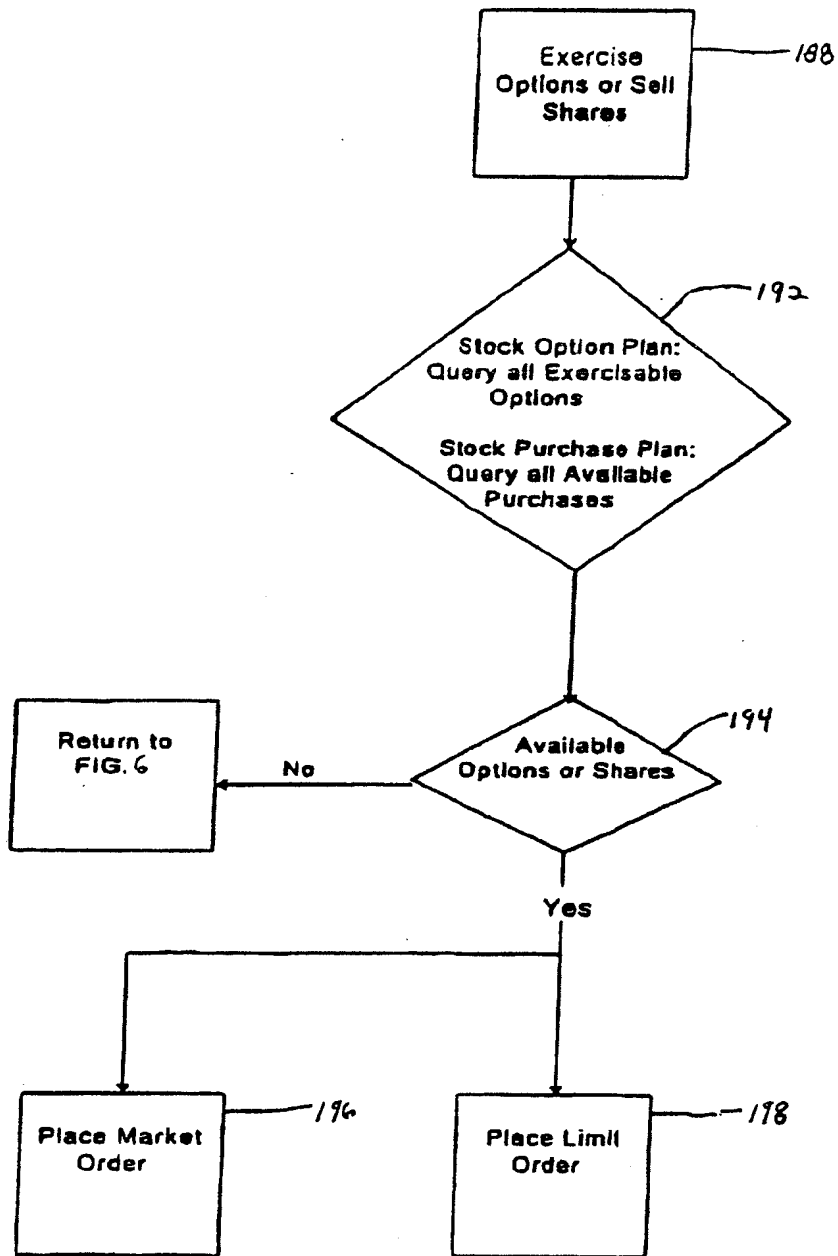 Exercise
Options or Sell
Shares
188
192
Stock Option Plan:
Query all Exercisable
Options
Stock Purchase Plan:
Query all Available
Purchases
194
Available
Options or Shares
Return to
FIG. 6
No
Yes
Place Market
Order
196
Place Limit
Order
198